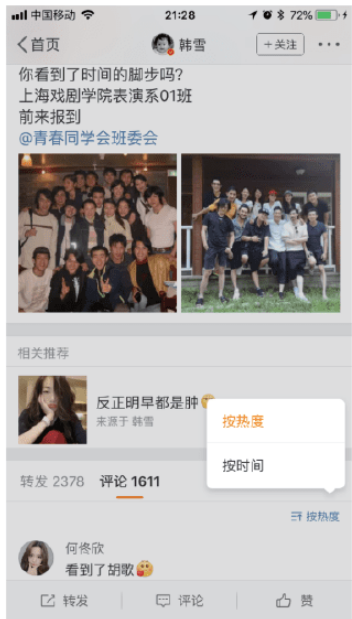 中国移动 21:28 72%
首页 韩雪 +关注
你看到了时间的脚步吗?
上海戏剧学院表演系01班
前来报到
@青春同学会班委会
相关推荐
反正明早都是肿
来源于 韩雪
按热度
按时间
转发 2378 评论 1611
按热度
何佟欣
看到了胡歌
转发 评论 赞